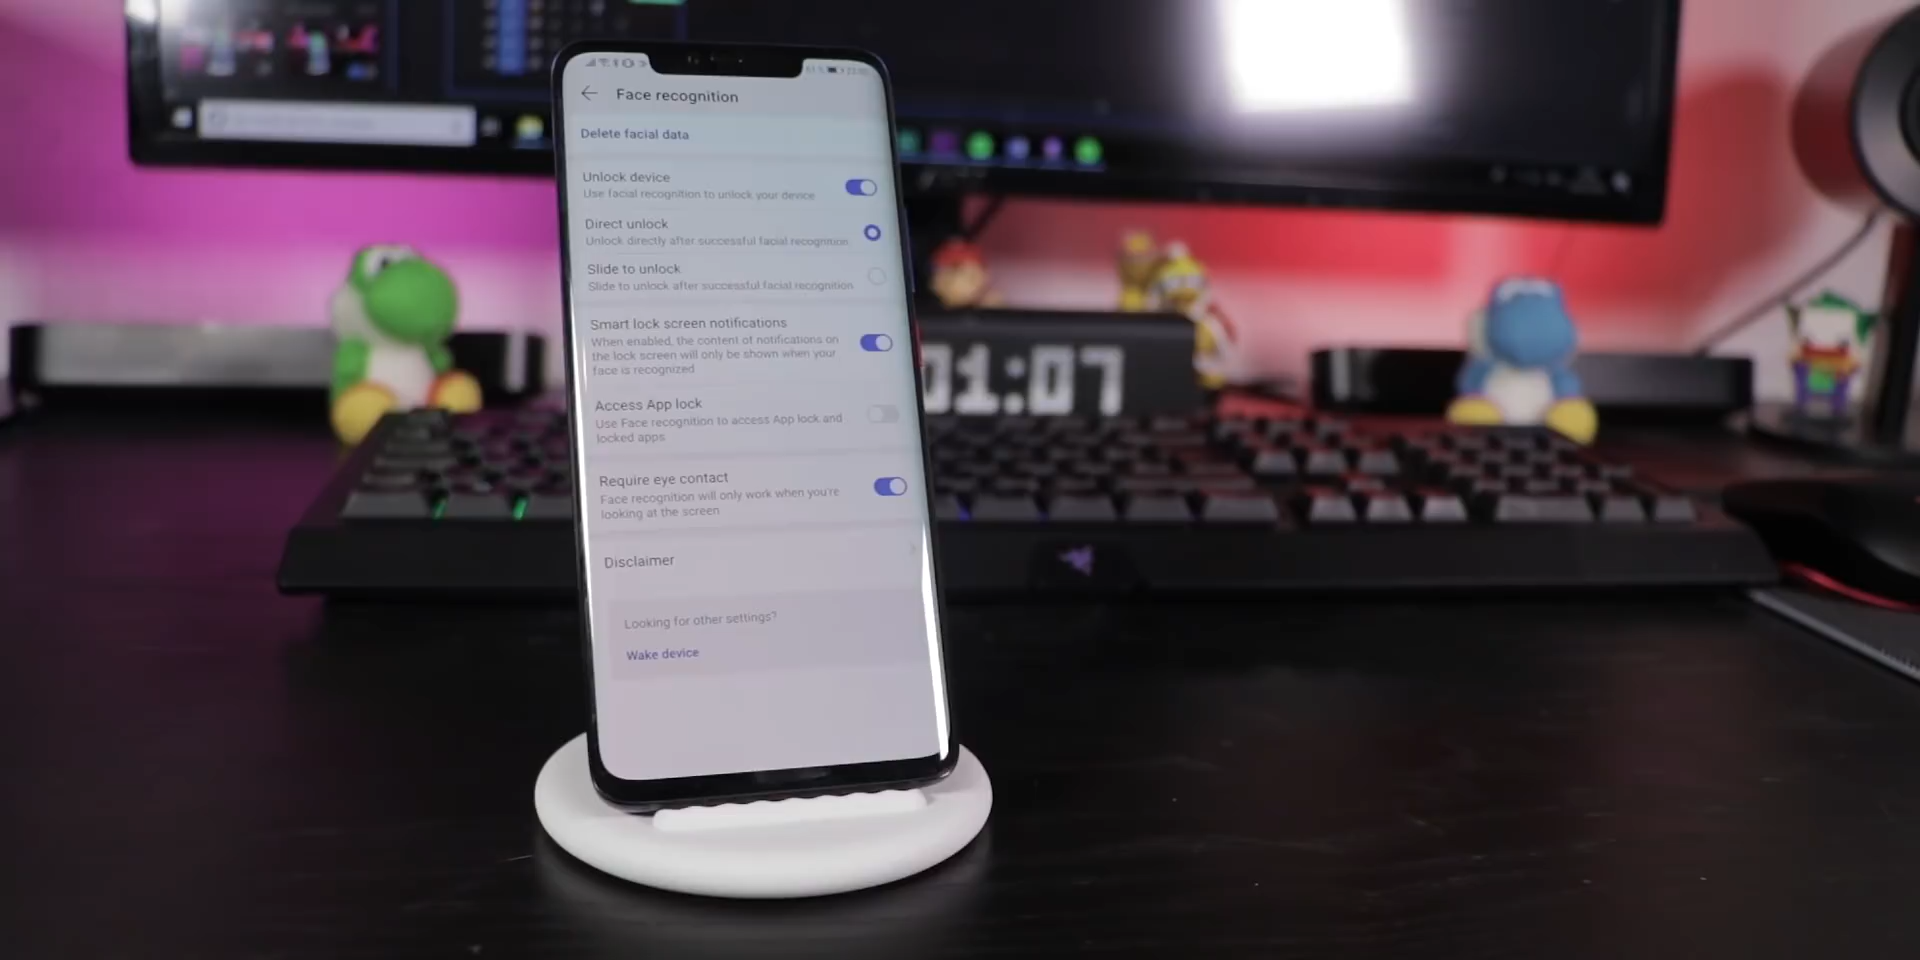 Face recognition
Delete facial data
Unlock device
Use facial recognition to unlock your device
Direct unlock
Unlock directly after successful facial recognition
Slide to unlock
Slide to unlock after successful facial recognition
Smart lock screen notifications
When enabled, the content of notifications on
the lock screen will only be shown when your
face is recognized
Access App lock
Use Face recognition to access App lock and
locked apps
Require eye contact
Face recognition will only work when you're
looking at the screen
Disclaimer
Looking for other settings?
Wake device
01:07